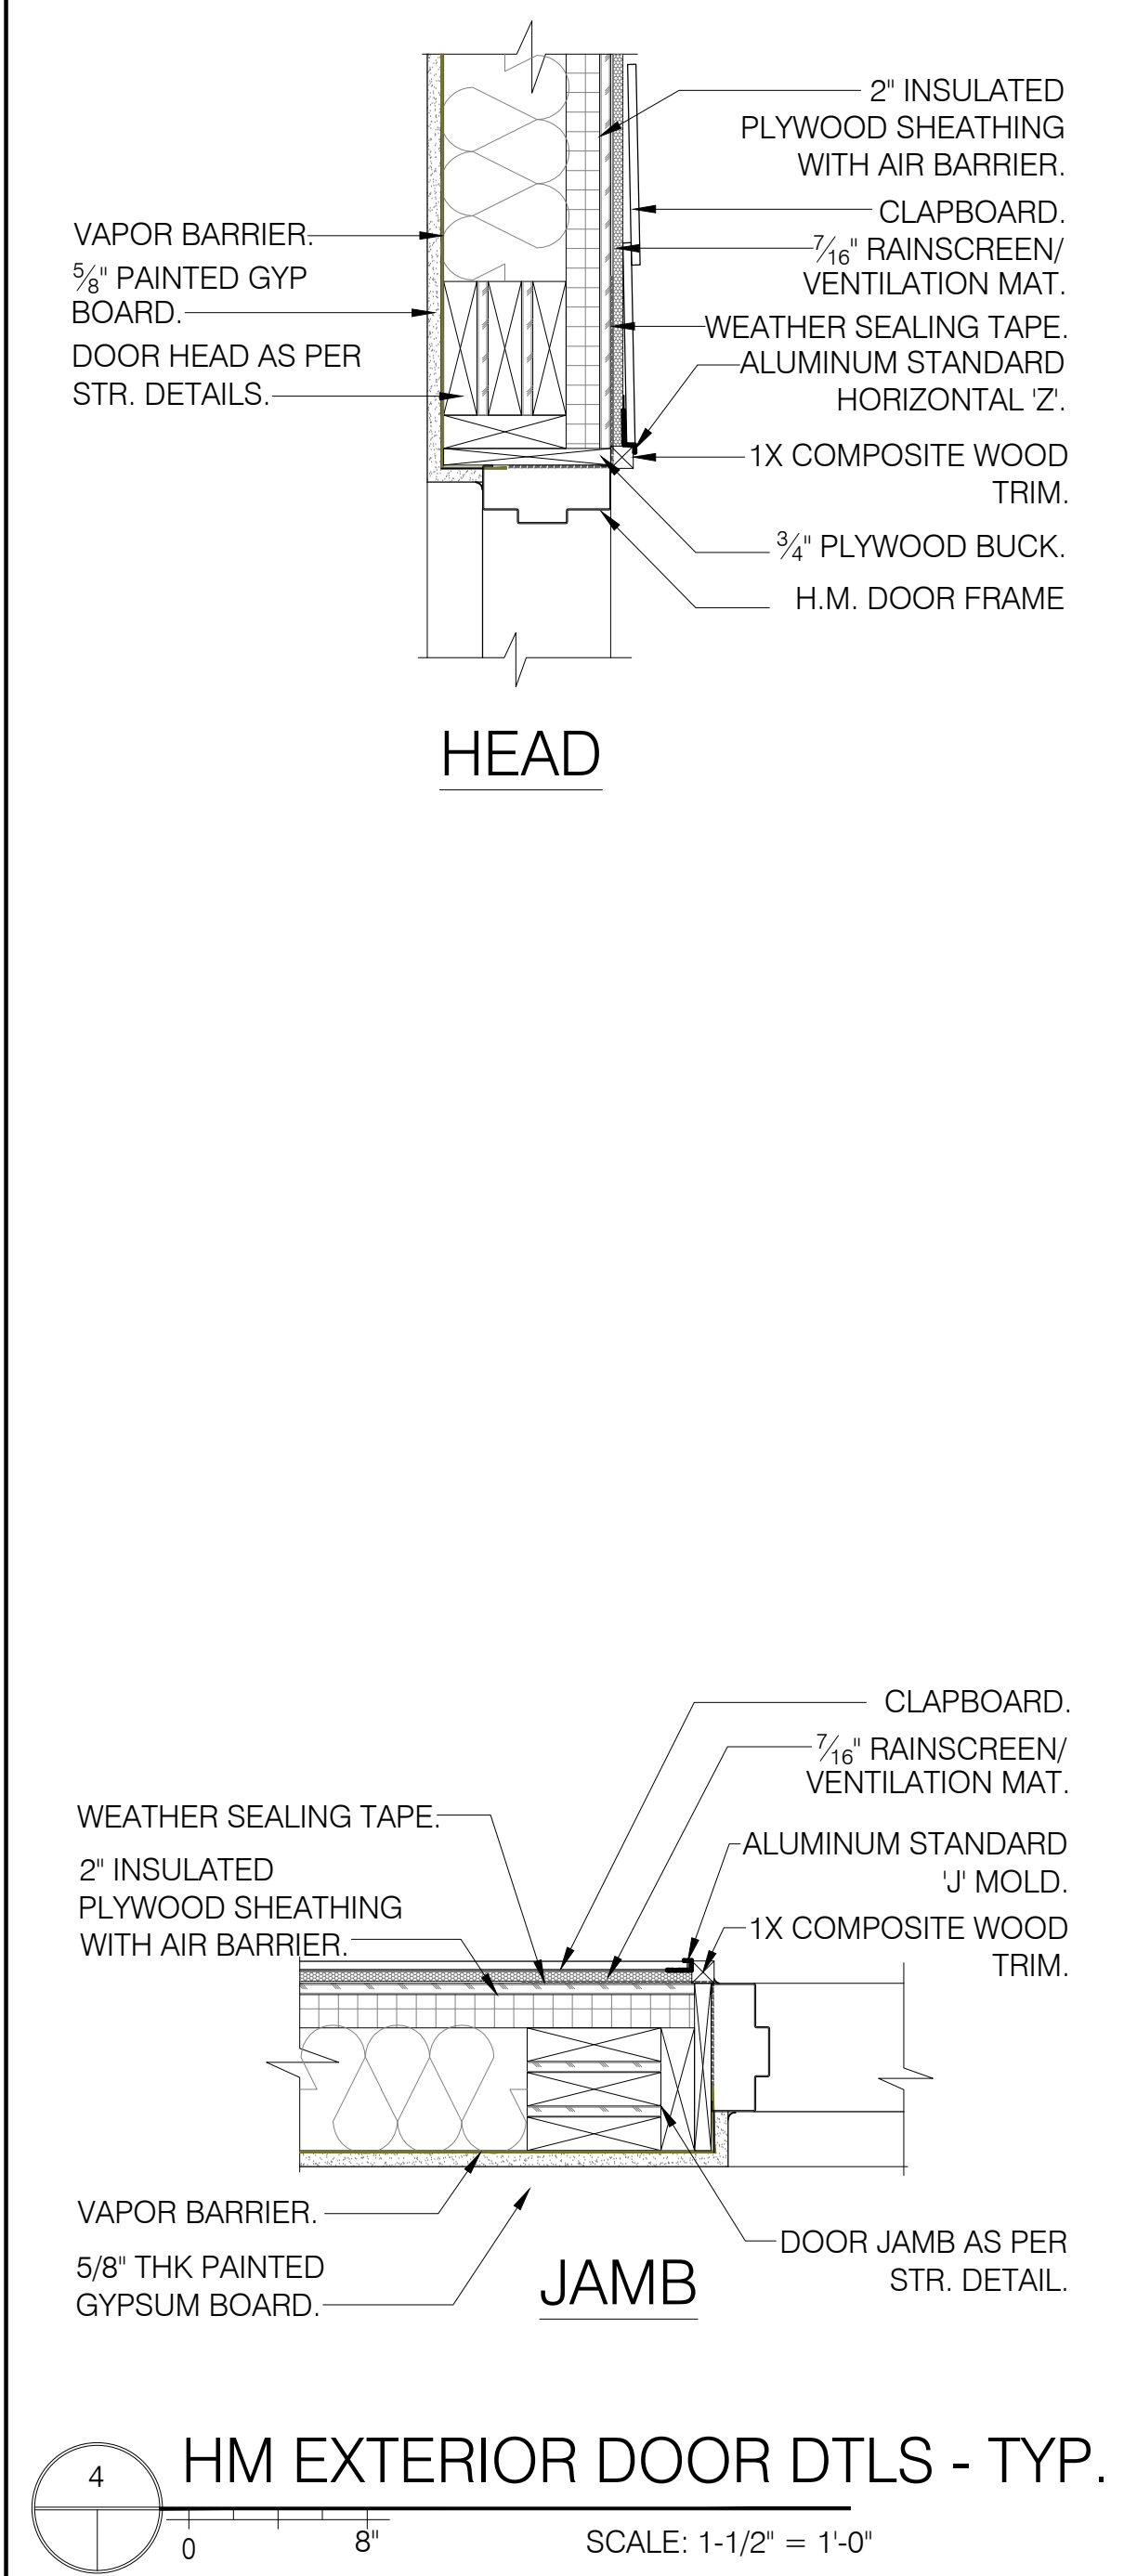 2" INSULATED
PLYWOOD SHEATHING
WITH AIR BARRIER.
CLAPBOARD.
7/16" RAINSCREEN/
VENTILATION MAT.
WEATHER SEALING TAPE.
ALUMINUM STANDARD
HORIZONTAL 'Z'.
1X COMPOSITE WOOD
TRIM.
3/4" PLYWOOD BUCK.
H.M. DOOR FRAME
VAPOR BARRIER.
5/8" PAINTED GYP
BOARD.
DOOR HEAD AS PER
STR. DETAILS.
HEAD
CLAPBOARD.
7/16" RAINSCREEN/
VENTILATION MAT.
ALUMINUM STANDARD
'J' MOLD.
1X COMPOSITE WOOD
TRIM.
WEATHER SEALING TAPE.
2" INSULATED
PLYWOOD SHEATHING
WITH AIR BARRIER.
VAPOR BARRIER.
5/8" THK PAINTED
GYPSUM BOARD.
DOOR JAMB AS PER
STR. DETAIL.
JAMB
4
HM EXTERIOR DOOR DTLS - TYP.
0 8"
SCALE: 1-1/2" = 1'-0"